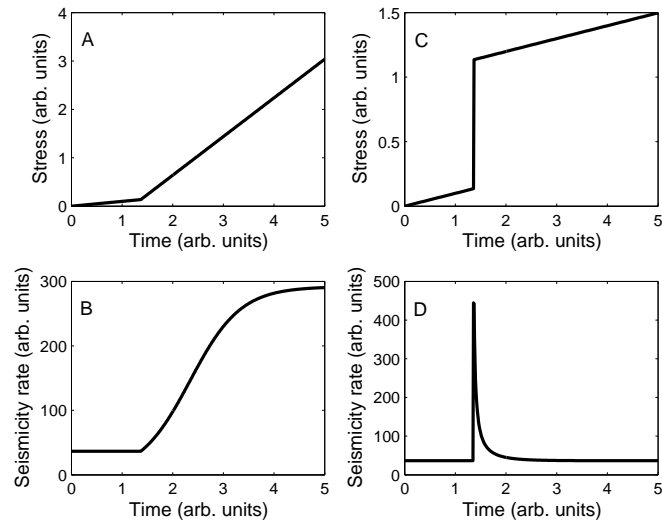 A
Stress (arb. units)
4
3
2
1
0
0 1 2 3 4 5
Time (arb. units)
C
Stress (arb. units)
1.5
1
0.5
0
0 1 2 3 4 5
Time (arb. units)
B
Seismicity rate (arb. units)
300
200
100
0
0 1 2 3 4 5
Time (arb. units)
D
Seismicity rate (arb. units)
500
400
300
200
100
50
0
0 1 2 3 4 5
Time (arb. units)